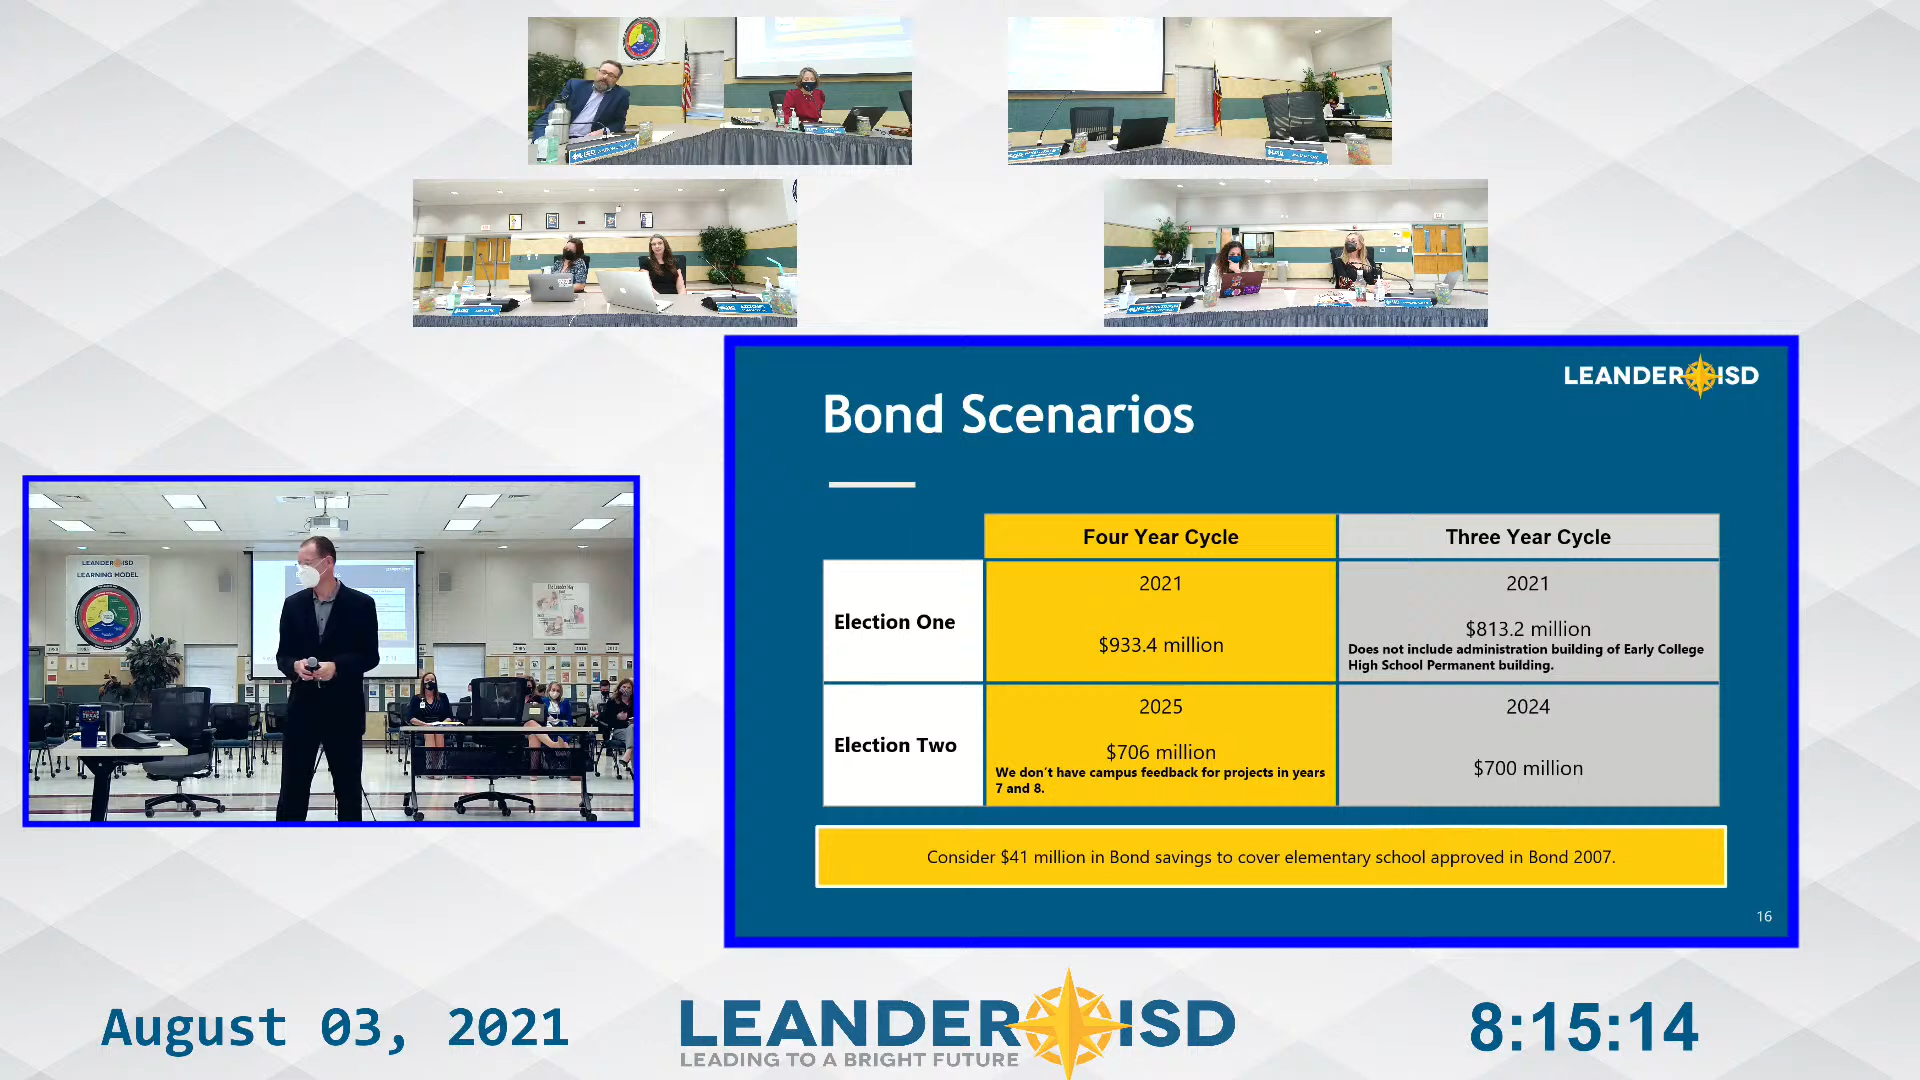 LEANDER ISD
Bond Scenarios
Four Year Cycle
Three Year Cycle
Election One
2021
$933.4 million
2021
$813.2 million
Does not include administration building of Early College
High School Permanent building.
Election Two
2025
$706 million
We don't have campus feedback for projects in years
7 and 8.
2024
$700 million
Consider $41 million in Bond savings to cover elementary school approved in Bond 2007.
16
LEANDER ISD
LEARNING MODEL
August 03, 2021
LEANDER ISD
LEADING TO A BRIGHT FUTURE
8:15:14